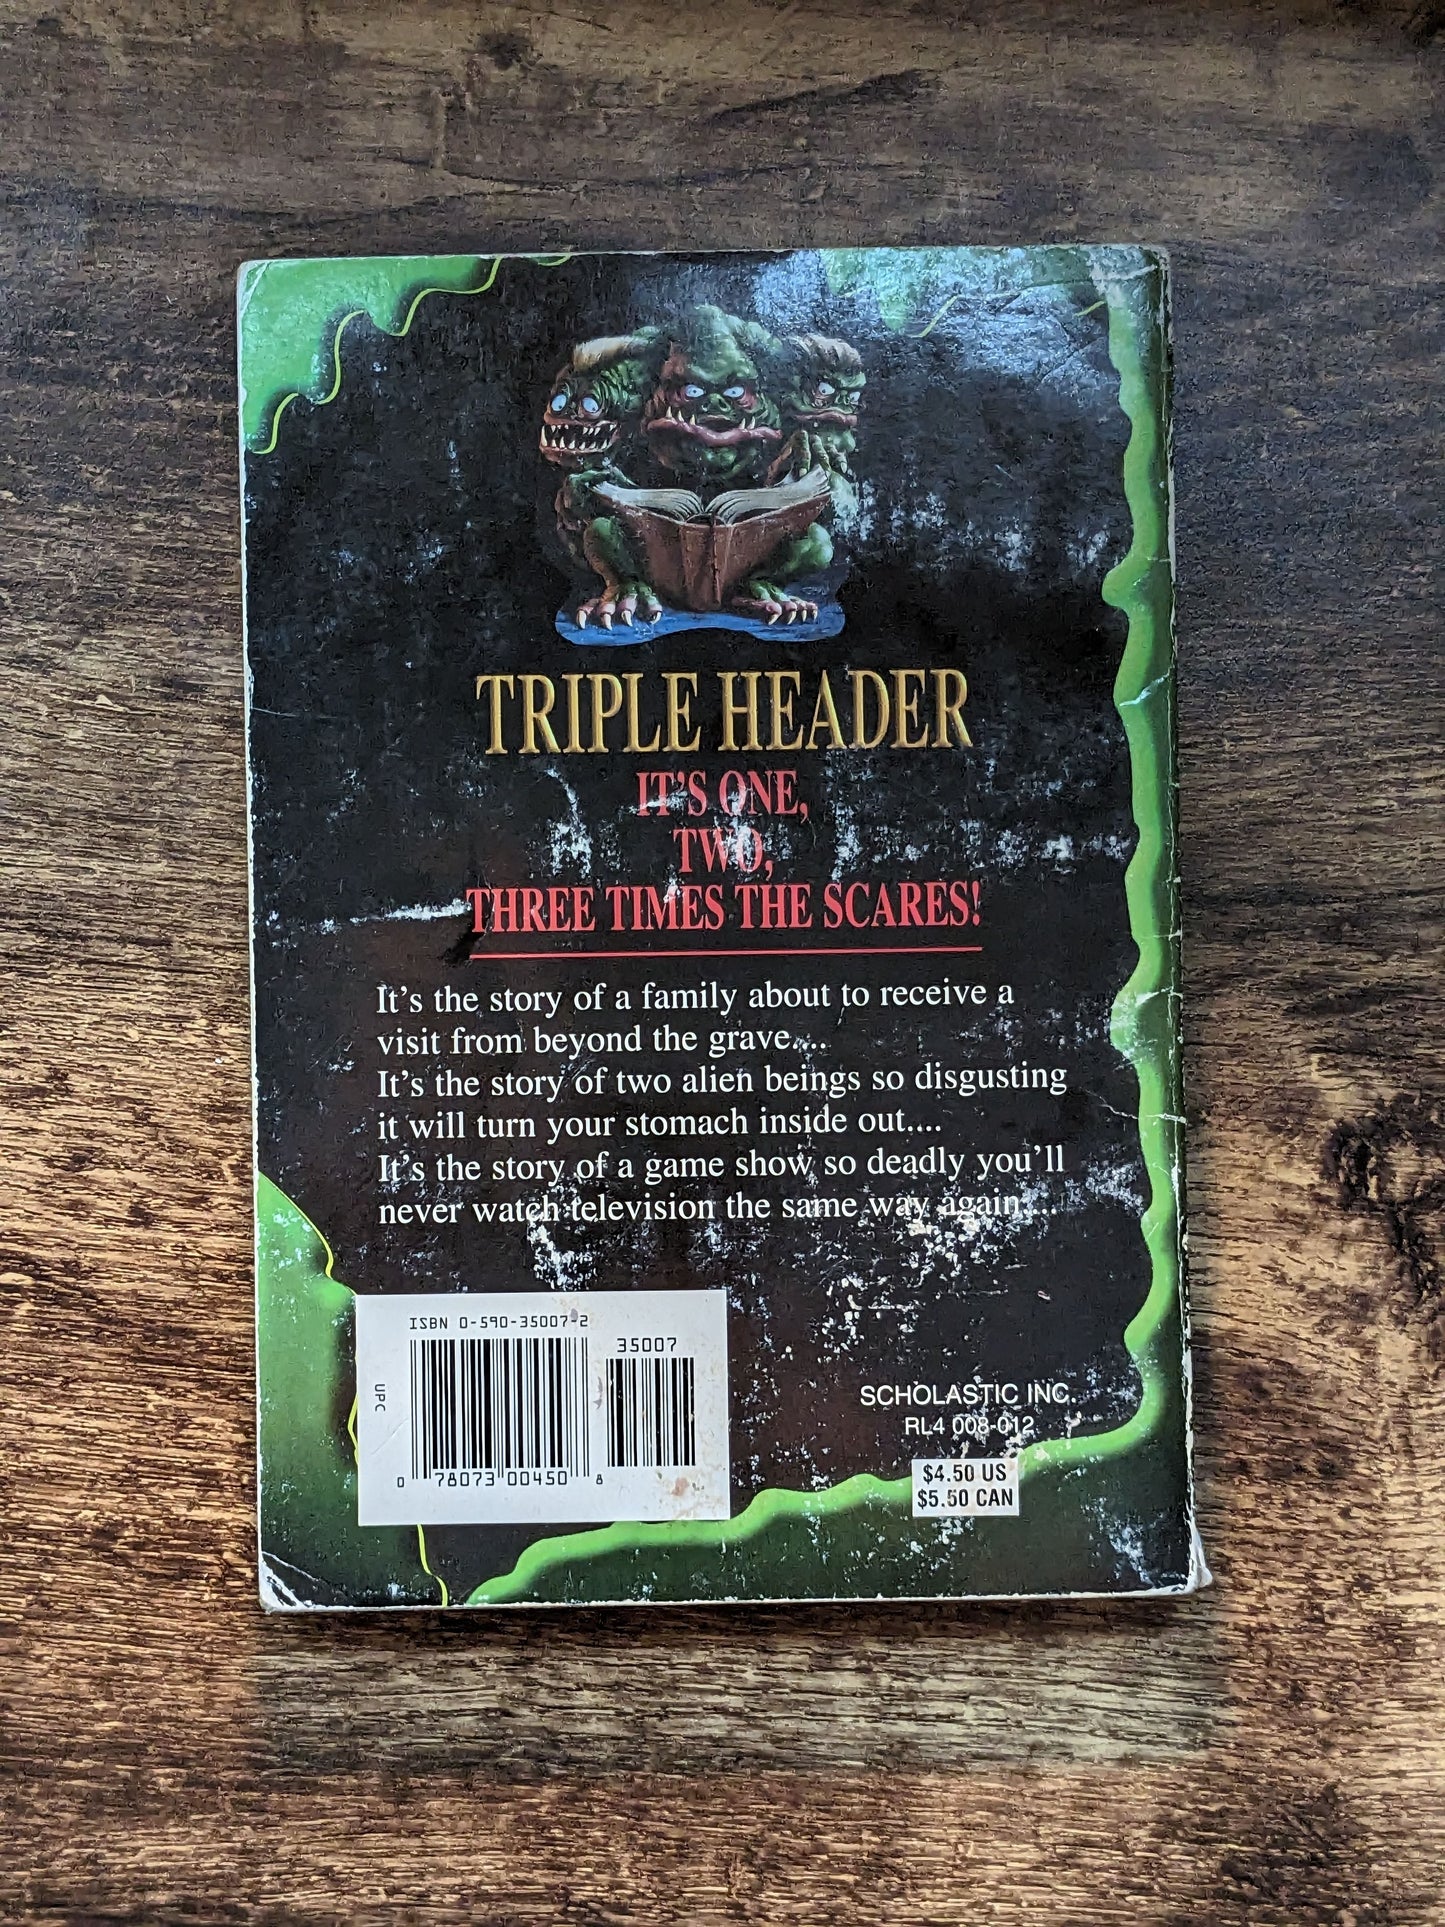 TRIPLE HEADER
IT'S ONE,
TWO,
THREE TIMES THE SCARES!
It's the story of a family about to receive a
visit from beyond the grave....
It's the story of two alien beings so disgusting
it will turn your stomach inside out....
It's the story of a game show so deadly you'll
never watch television the same way again....
ISBN 0-590-35007-2
35007
UPC
0 78073 00450 8
SCHOLASTIC INC.
RL4 008-012
$4.50 US
$5.50 CAN